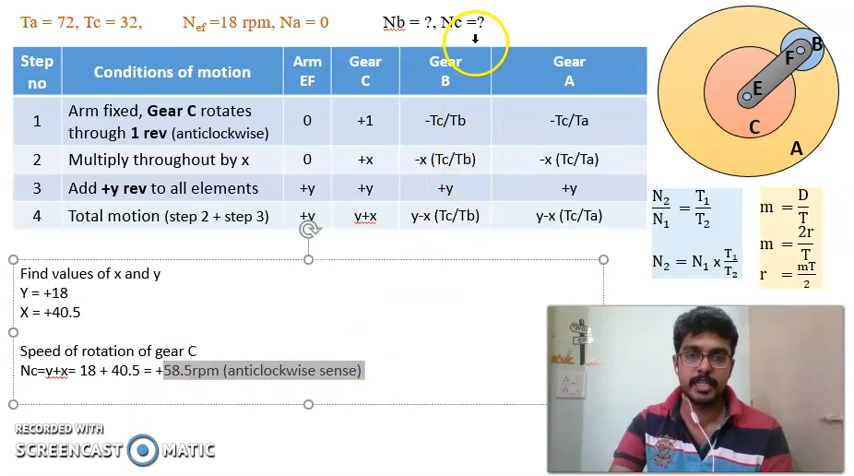 Ta = 72, Tc = 32, Nef =18 rpm, Na = 0 Nb = ?, Nc =?
Step no Conditions of motion Arm EF Gear C Gear B Gear A
1 Arm fixed, Gear C rotates through 1 rev (anticlockwise) 0 +1 -Tc/Tb -Tc/Ta
2 Multiply throughout by x 0 +x -x (Tc/Tb) -x (Tc/Ta)
3 Add +y rev to all elements +y +y +y +y
4 Total motion (step 2 + step 3) +y y+x y-x (Tc/Tb) y-x (Tc/Ta)
B
F
E
C
A
N2/N1 = T1/T2
N2 = N1 x T1/T2
m = D/T
m = 2r/T
r = mT/2
Find values of x and y
Y = +18
X = +40.5
Speed of rotation of gear C
Nc=y+x= 18 + 40.5 = +58.5rpm (anticlockwise sense)
RECORDED WITH
SCREENCAST MATIC